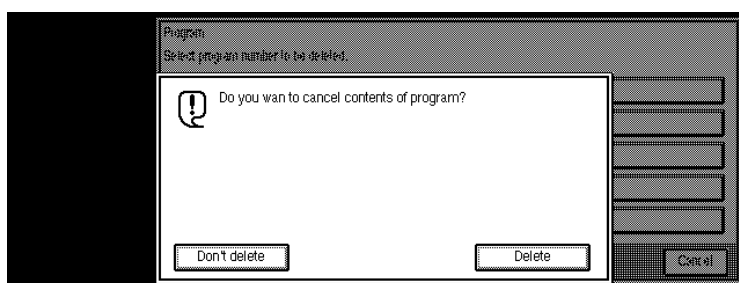 Program
Select program number to be deleted.
Do you wan to cancel contents of program?
Don't delete
Delete
Cancel